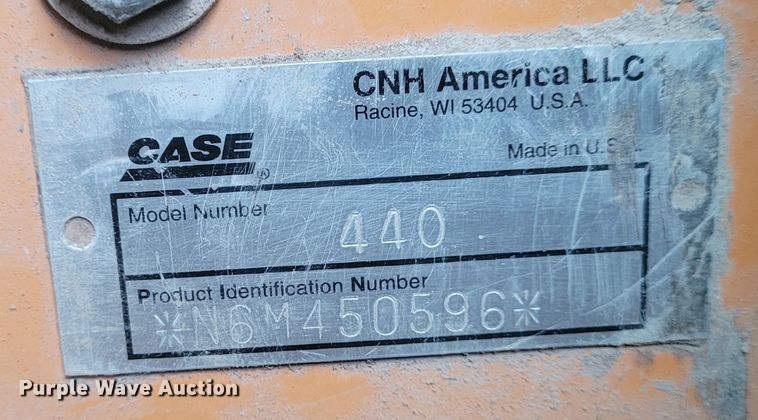 CNH America LLC
Racine, WI 53404 U.S.A.
CASE
Made in U.S.A.
Model Number
440
Product Identification Number
*N6M450596*
Purple Wave Auction